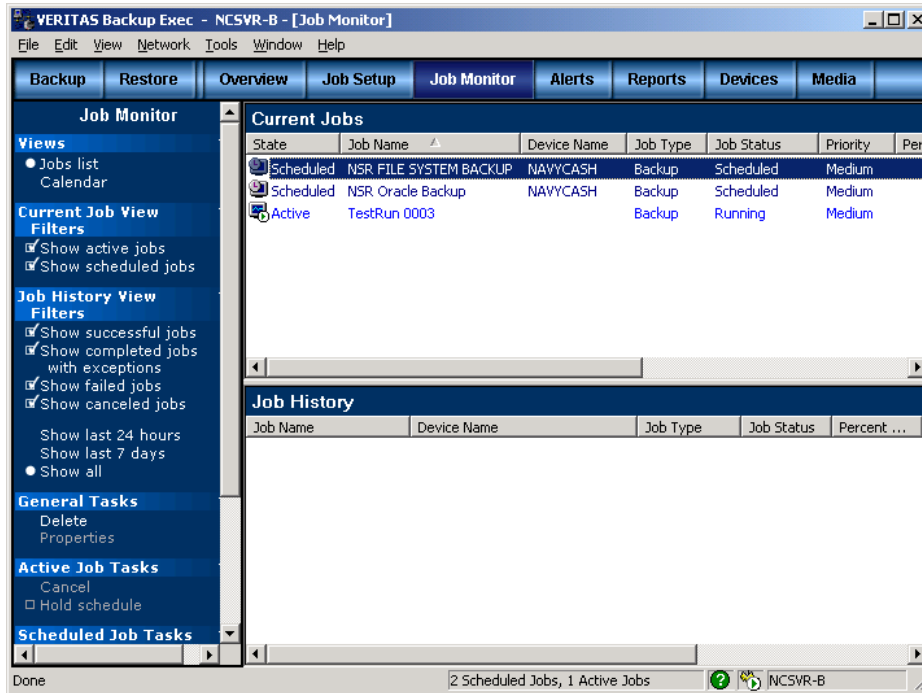 VERITAS Backup Exec - NCSVR-B - [Job Monitor]
File Edit View Network Tools Window Help
Backup Restore Overview Job Setup Job Monitor Alerts Reports Devices Media
Job Monitor
Views
Jobs list
Calendar
Current Job View
Filters
Show active jobs
Show scheduled jobs
Job History View
Filters
Show successful jobs
Show completed jobs
with exceptions
Show failed jobs
Show canceled jobs
Show last 24 hours
Show last 7 days
Show all
General Tasks
Delete
Properties
Active Job Tasks
Cancel
Hold schedule
Scheduled Job Tasks
Current Jobs
State Job Name Device Name Job Type Job Status Priority Per
Scheduled NSR FILE SYSTEM BACKUP NAVYCASH Backup Scheduled Medium
Scheduled NSR Oracle Backup NAVYCASH Backup Scheduled Medium
Active TestRun 0003 Backup Running Medium
Job History
Job Name Device Name Job Type Job Status Percent ...
Done 2 Scheduled Jobs, 1 Active Jobs NCSVR-B